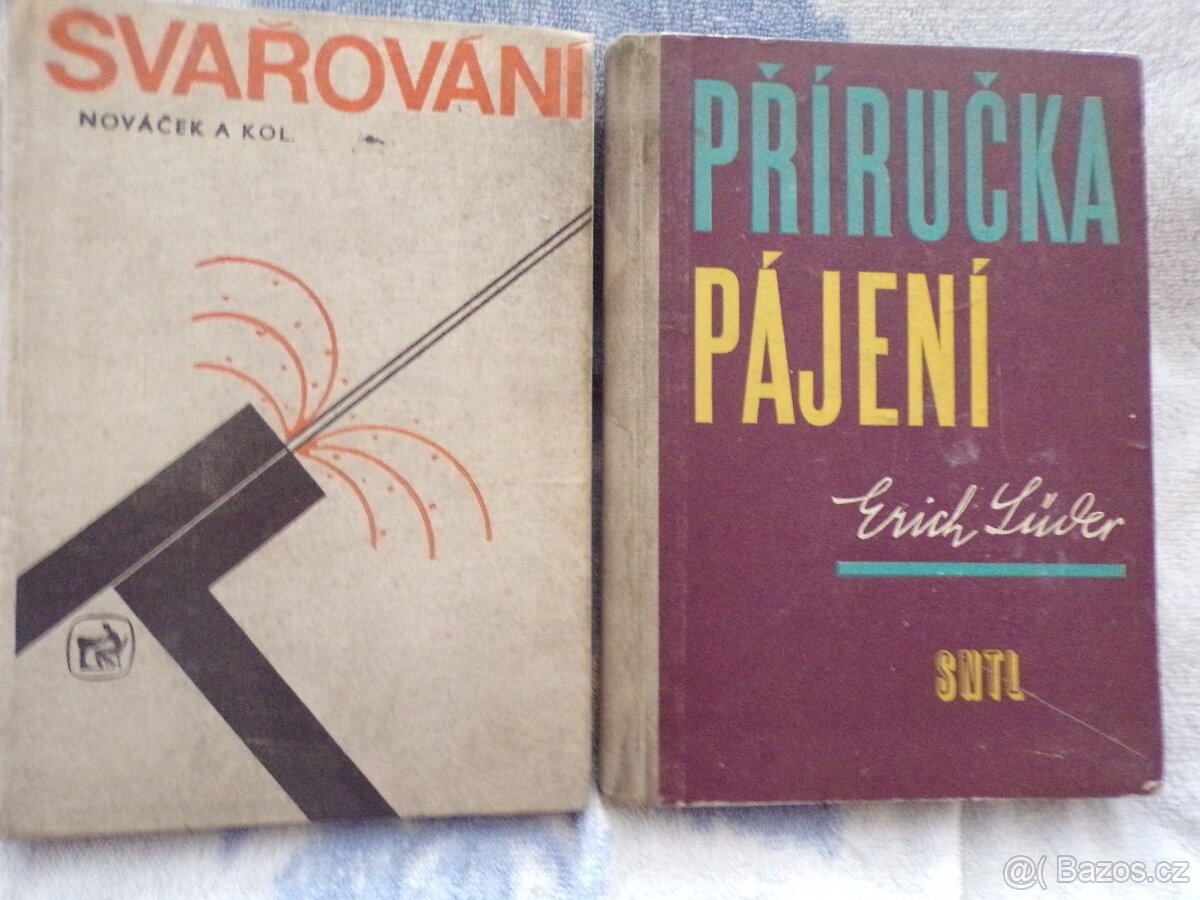 SVAŘOVÁNÍ
NOVÁČEK A KOL.
PŘÍRUČKA
PÁJENÍ
Erich Lüder
SNTL
@( Bazos.cz